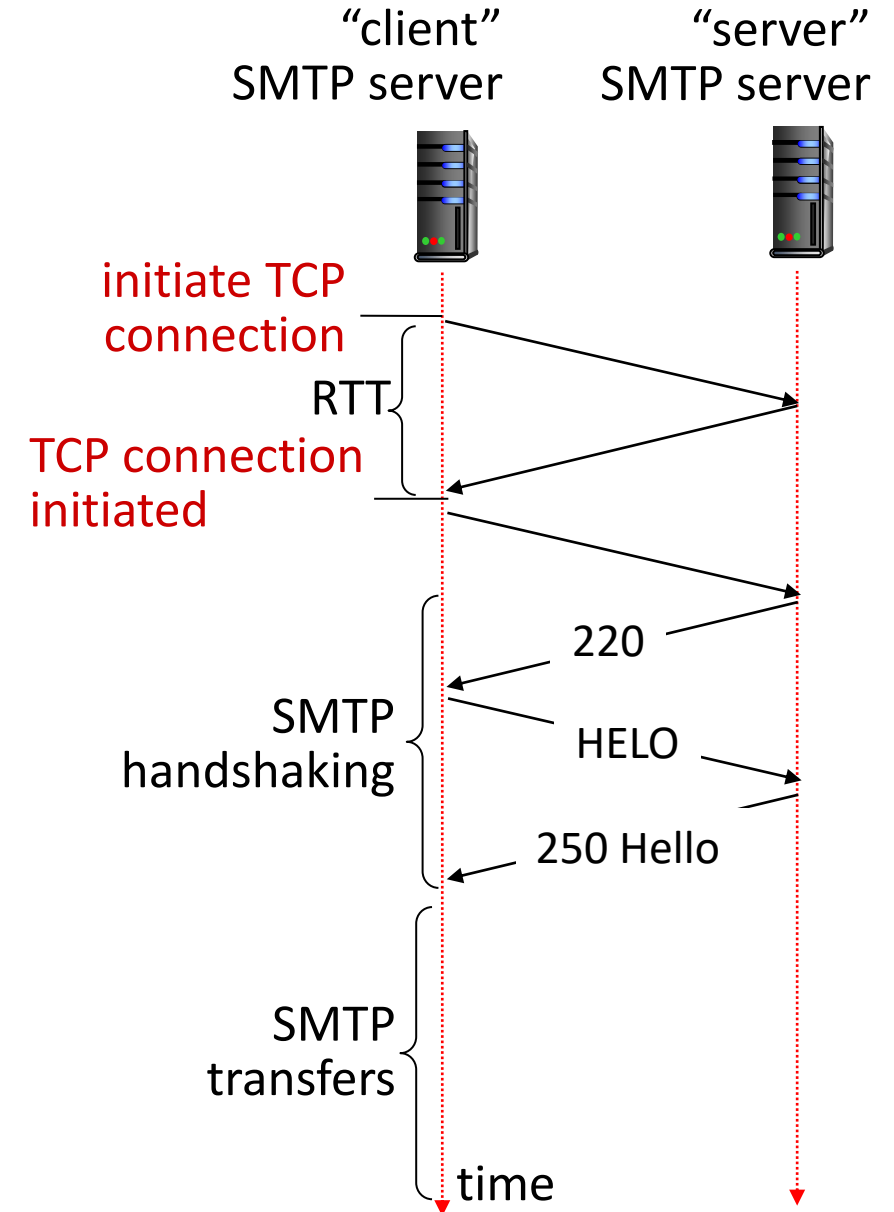 “client”
SMTP server
“server”
SMTP server
initiate TCP
connection
RTT
TCP connection
initiated
220
SMTP
handshaking
HELO
250 Hello
SMTP
transfers
time